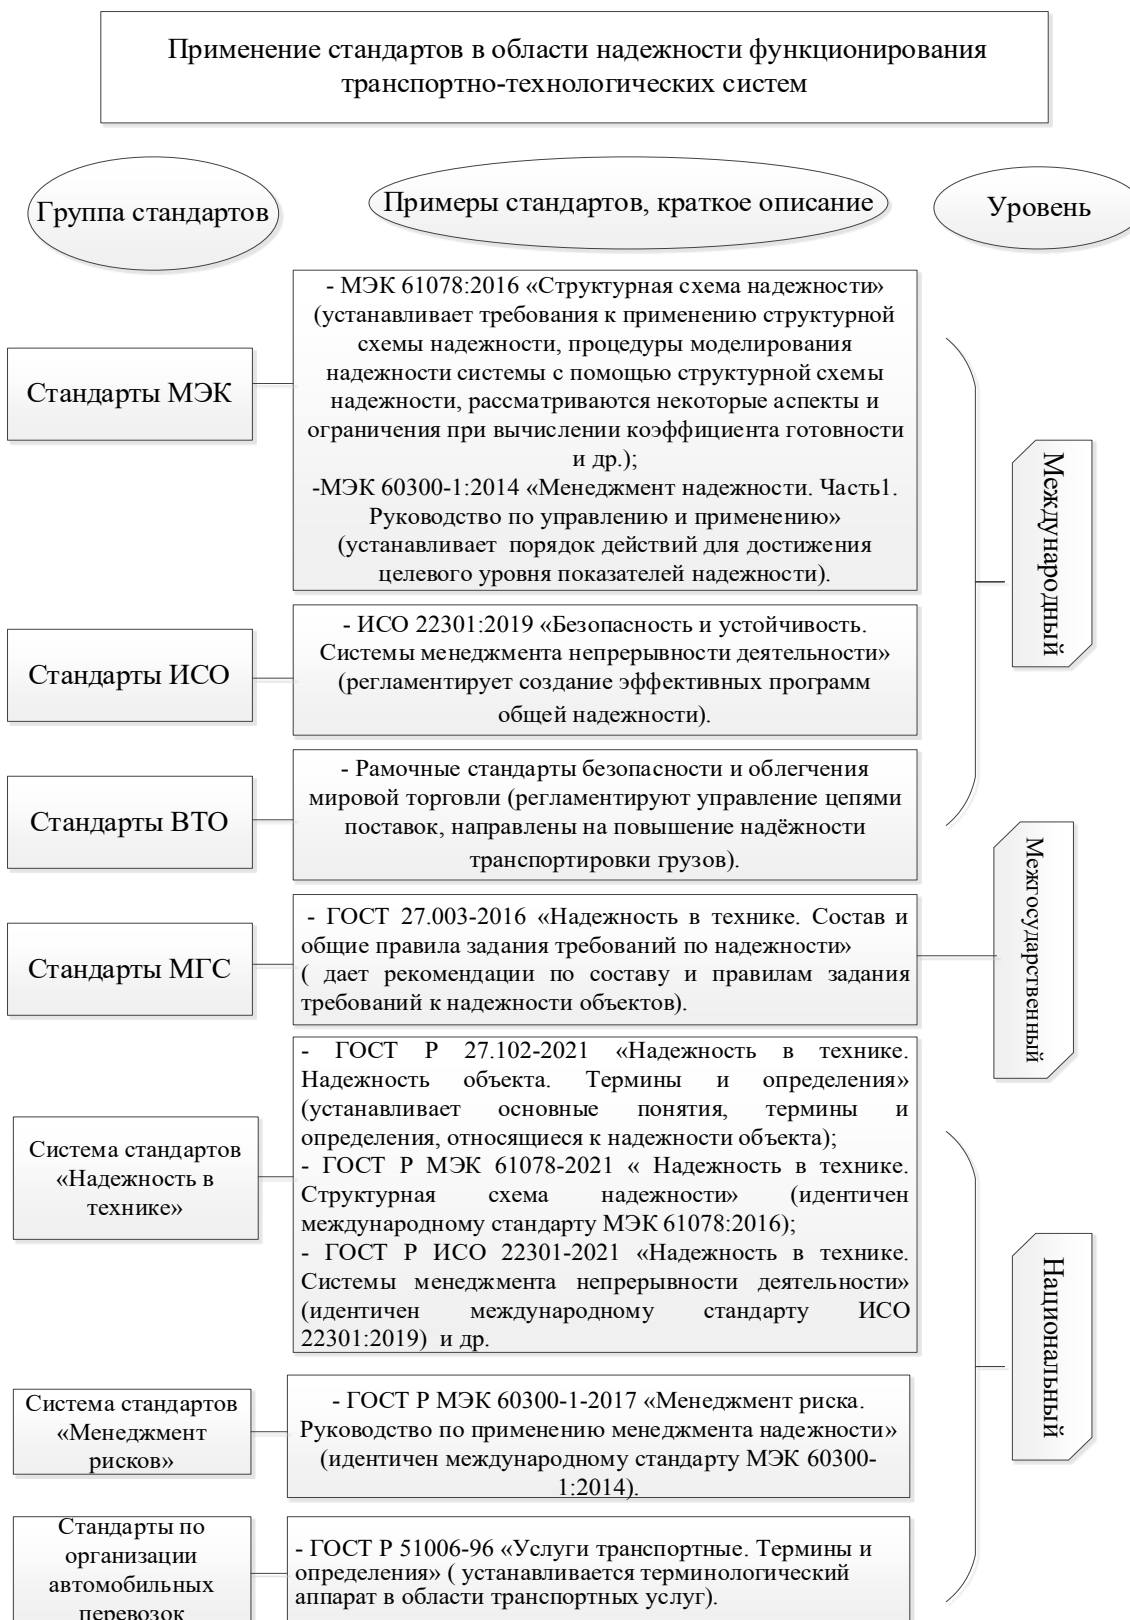 Применение стандартов в области надежности функционирования
транспортно-технологических систем
Группа стандартов
Примеры стандартов, краткое описание
Уровень
Стандарты МЭК
- МЭК 61078:2016 «Структурная схема надежности»
(устанавливает требования к применению структурной
схемы надежности, процедуры моделирования
надежности системы с помощью структурной схемы
надежности, рассматриваются некоторые аспекты и
ограничения при вычислении коэффициента готовности
и др.);
-МЭК 60300-1:2014 «Менеджмент надежности. Часть1.
Руководство по управлению и применению»
(устанавливает порядок действий для достижения
целевого уровня показателей надежности).
Международный
Стандарты ИСО
- ИСО 22301:2019 «Безопасность и устойчивость.
Системы менеджмента непрерывности деятельности»
(регламентирует создание эффективных программ
общей надежности).
Стандарты ВТО
- Рамочные стандарты безопасности и облегчения
мировой торговли (регламентируют управление цепями
поставок, направлены на повышение надёжности
транспортировки грузов).
Стандарты МГС
- ГОСТ 27.003-2016 «Надежность в технике. Состав и
общие правила задания требований по надежности»
( дает рекомендации по составу и правилам задания
требований к надежности объектов).
Межгосударственный
Система стандартов
«Надежность в
технике»
- ГОСТ Р 27.102-2021 «Надежность в технике.
Надежность объекта. Термины и определения»
(устанавливает основные понятия, термины и
определения, относящиеся к надежности объекта);
- ГОСТ Р МЭК 61078-2021 « Надежность в технике.
Структурная схема надежности» (идентичен
международному стандарту МЭК 61078:2016);
- ГОСТ Р ИСО 22301-2021 «Надежность в технике.
Системы менеджмента непрерывности деятельности»
(идентичен международному стандарту ИСО
22301:2019) и др.
Национальный
Система стандартов
«Менеджмент
рисков»
- ГОСТ Р МЭК 60300-1-2017 «Менеджмент риска.
Руководство по применению менеджмента надежности»
(идентичен международному стандарту МЭК 60300-
1:2014).
Стандарты по
организации
автомобильных
перевозок
- ГОСТ Р 51006-96 «Услуги транспортные. Термины и
определения» ( устанавливается терминологический
аппарат в области транспортных услуг).